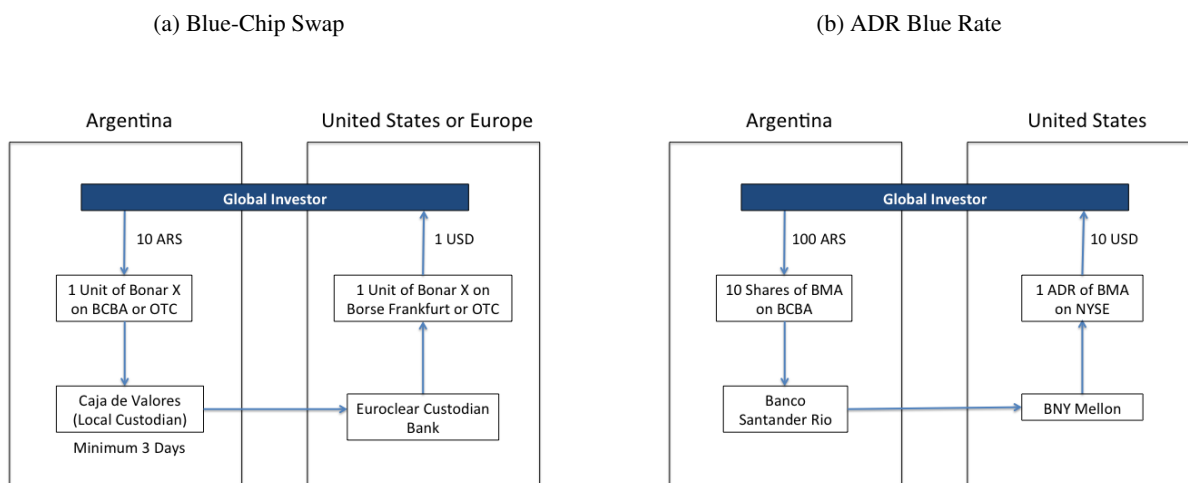 (a) Blue-Chip Swap
Argentina
United States or Europe
Global Investor
10 ARS
1 USD
1 Unit of Bonar X
on BCBA or OTC
1 Unit of Bonar X on
Borse Frankfurt or OTC
Caja de Valores
(Local Custodian)
Euroclear Custodian
Bank
Minimum 3 Days
(b) ADR Blue Rate
Argentina
United States
Global Investor
100 ARS
10 USD
10 Shares of BMA
on BCBA
1 ADR of BMA
on NYSE
Banco
Santander Rio
BNY Mellon